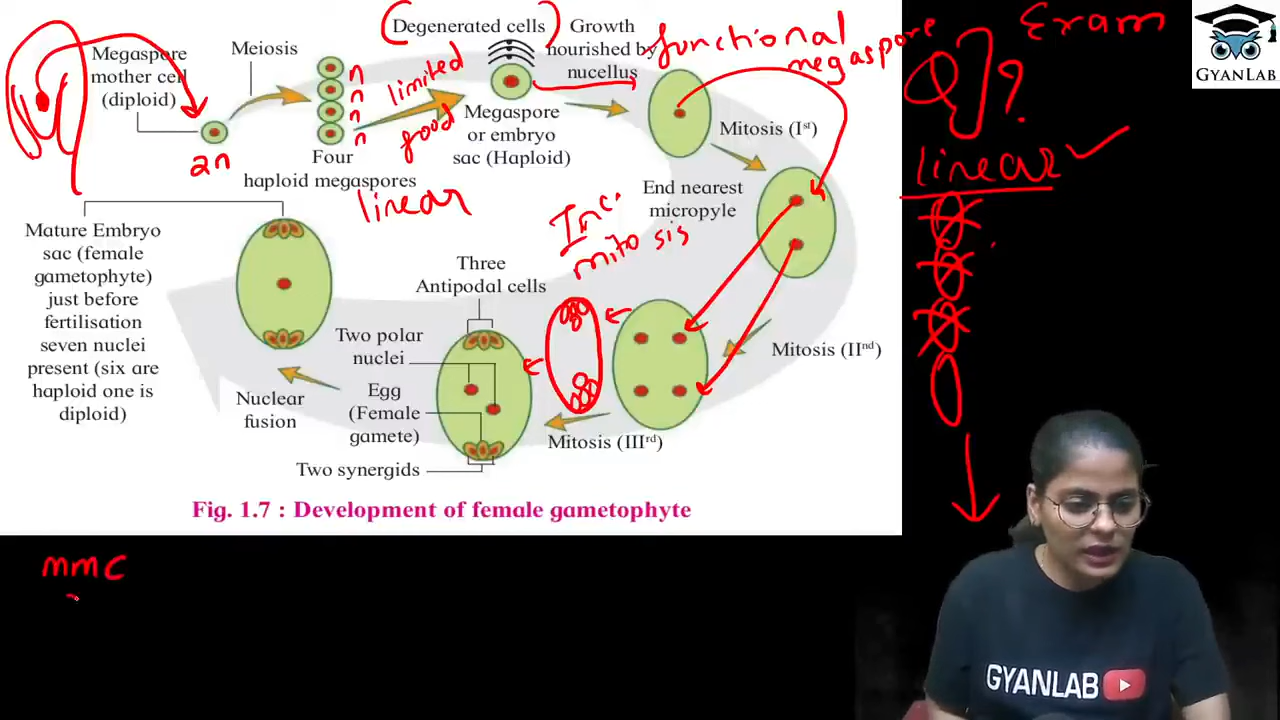 Exam
Q]?
GYANLAB
(Degenerated cells)
Growth
nourished by
nucellus
functional
megaspore
Megaspore
mother cell
(diploid)
Meiosis
n
n
n
n
limited
food
2n
Four
haploid megaspores
linear
Megaspore
or embryo
sac (Haploid)
Mitosis (Ist)
linear ✓
End nearest
micropyle
Inc.
mitosis
Mature Embryo
sac (female
gametophyte)
just before
fertilisation
seven nuclei
present (six are
haploid one is
diploid)
Three
Antipodal cells
Two polar
nuclei
Egg
(Female
gamete)
Two synergids
Nuclear
fusion
Mitosis (IInd)
Mitosis (IIIrd)
Fig. 1.7 : Development of female gametophyte
mmc
GYANLAB